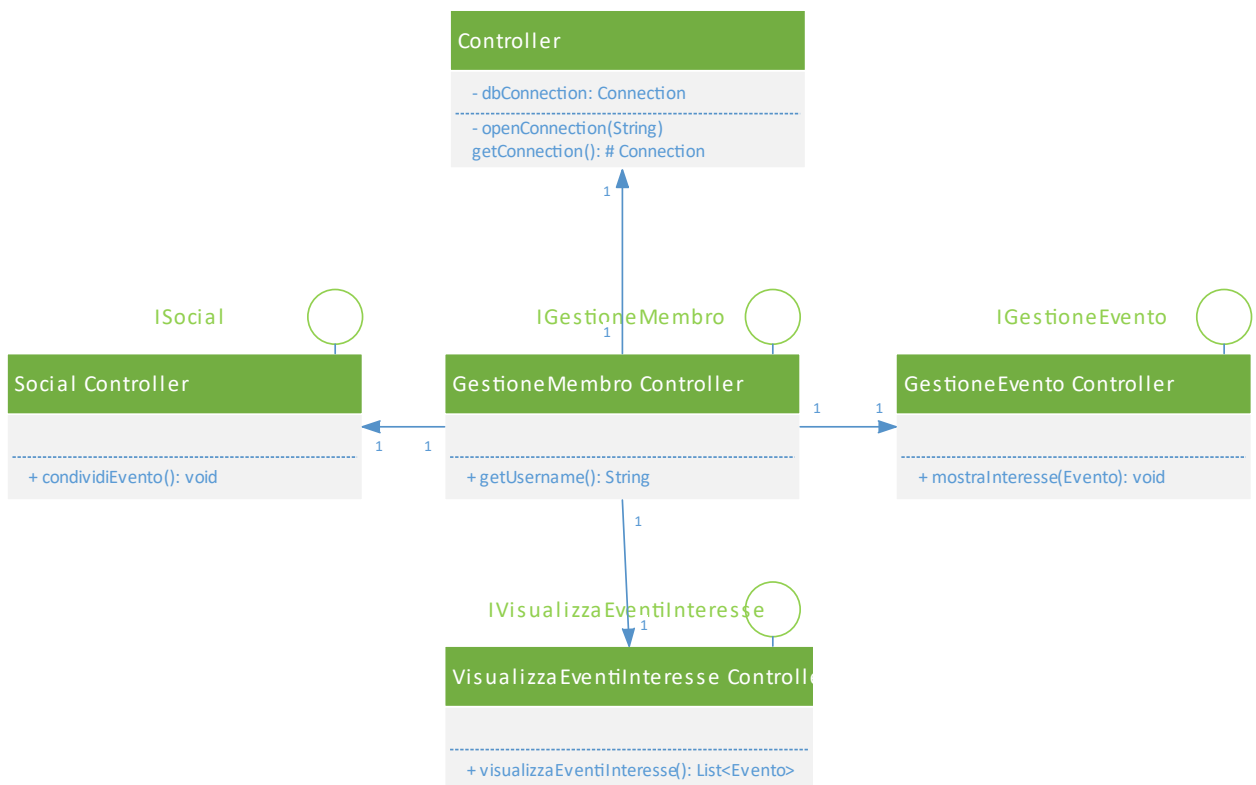 Controller
- dbConnection: Connection
- openConnection(String)
getConnection(): # Connection
1
ISocial
IGestioneMembro
IGestioneEvento
1
Social Controller
GestioneMembro Controller
GestioneEvento Controller
1
1
1
1
+ condividiEvento(): void
+ getUsername(): String
+ mostraInteresse(Evento): void
1
IVisualizzaEventiInteresse
1
VisualizzaEventiInteresse Controlle
+ visualizzaEventiInteresse(): List<Evento>